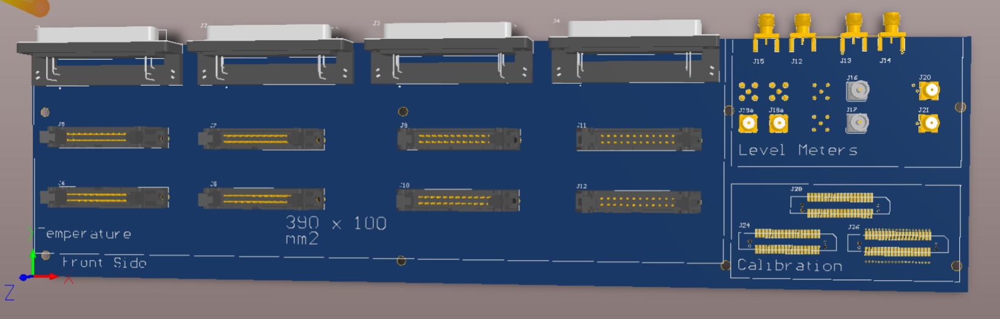 J2
J3
J4
J15
J12
J13
J14
J16
J20
J19a
J18a
J17
J21
J5
J7
J9
J11
Level Meters
J6
J8
J10
J12
J28
390 x 100
mm2
J24
J26
Temperature
Front Side
Calibration
X
Z